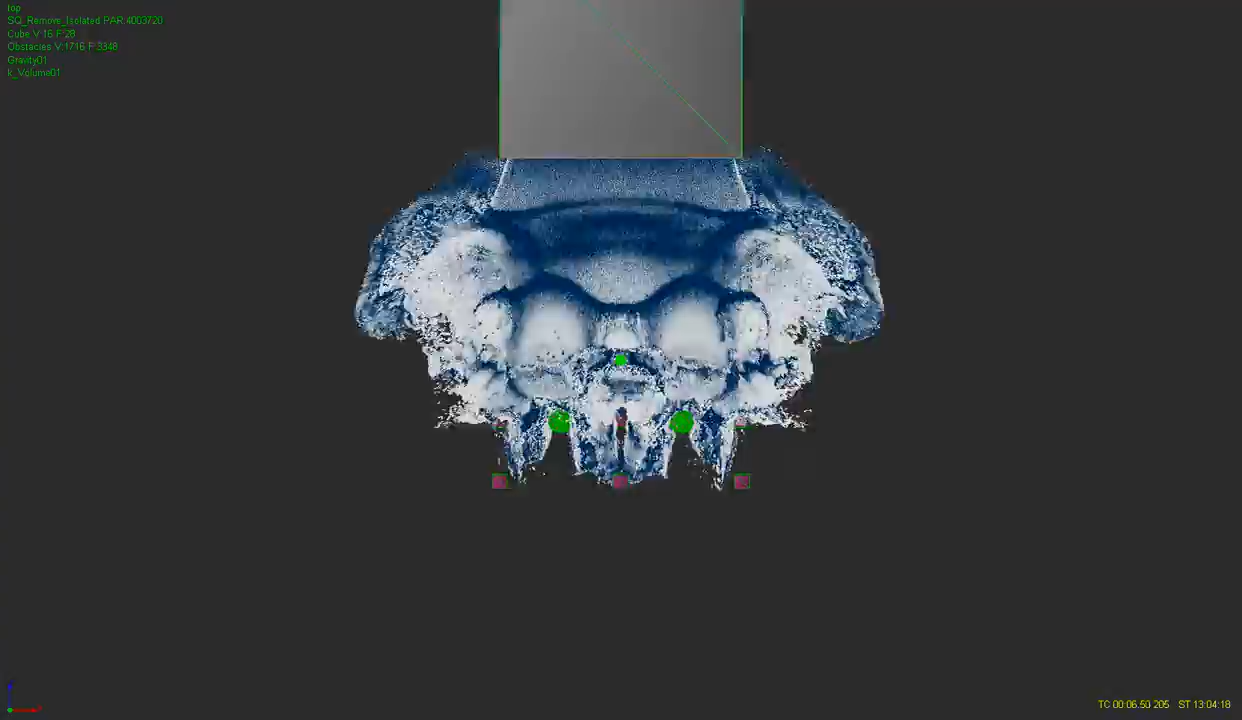 top
SQ_Remove_Isolated PAR:4003720
Cube V:16 F:28
Obstacles V:1716 F:3348
Gravity01
k_Volume01
TC 00:06.50 205 ST 13:04:18